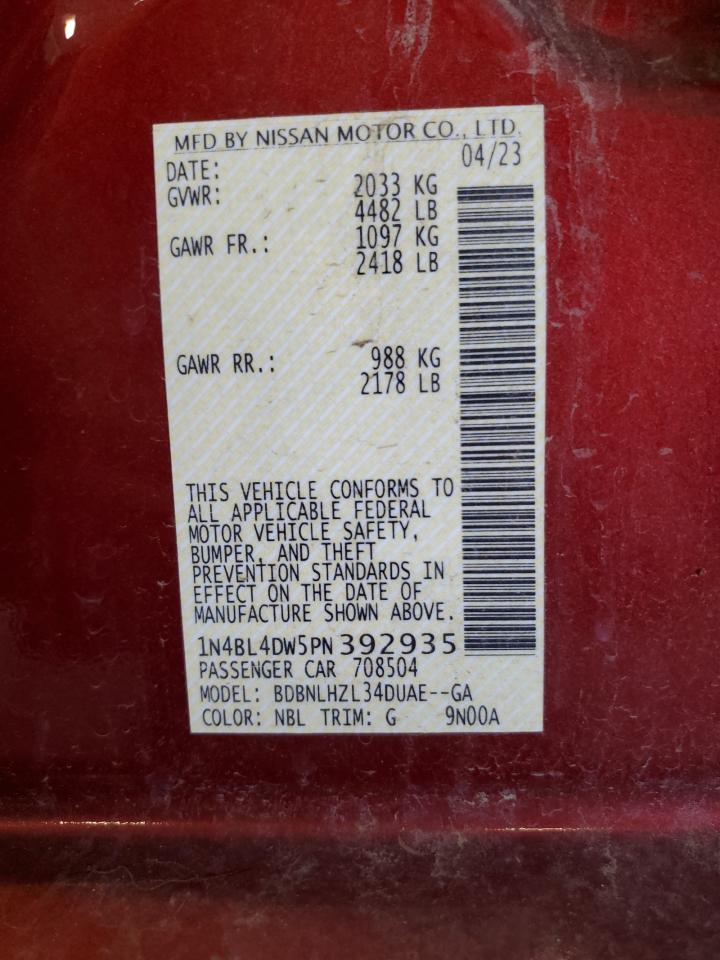 MFD BY NISSAN MOTOR CO., LTD.
DATE: 04/23
GVWR: 2033 KG
4482 LB
GAWR FR.: 1097 KG
2418 LB
GAWR RR.: 988 KG
2178 LB
THIS VEHICLE CONFORMS TO
ALL APPLICABLE FEDERAL
MOTOR VEHICLE SAFETY,
BUMPER, AND THEFT
PREVENTION STANDARDS IN
EFFECT ON THE DATE OF
MANUFACTURE SHOWN ABOVE.
1N4BL4DW5PN392935
PASSENGER CAR 708504
MODEL: BDBNLHZL34DUAE--GA
COLOR: NBL TRIM: G 9N00A